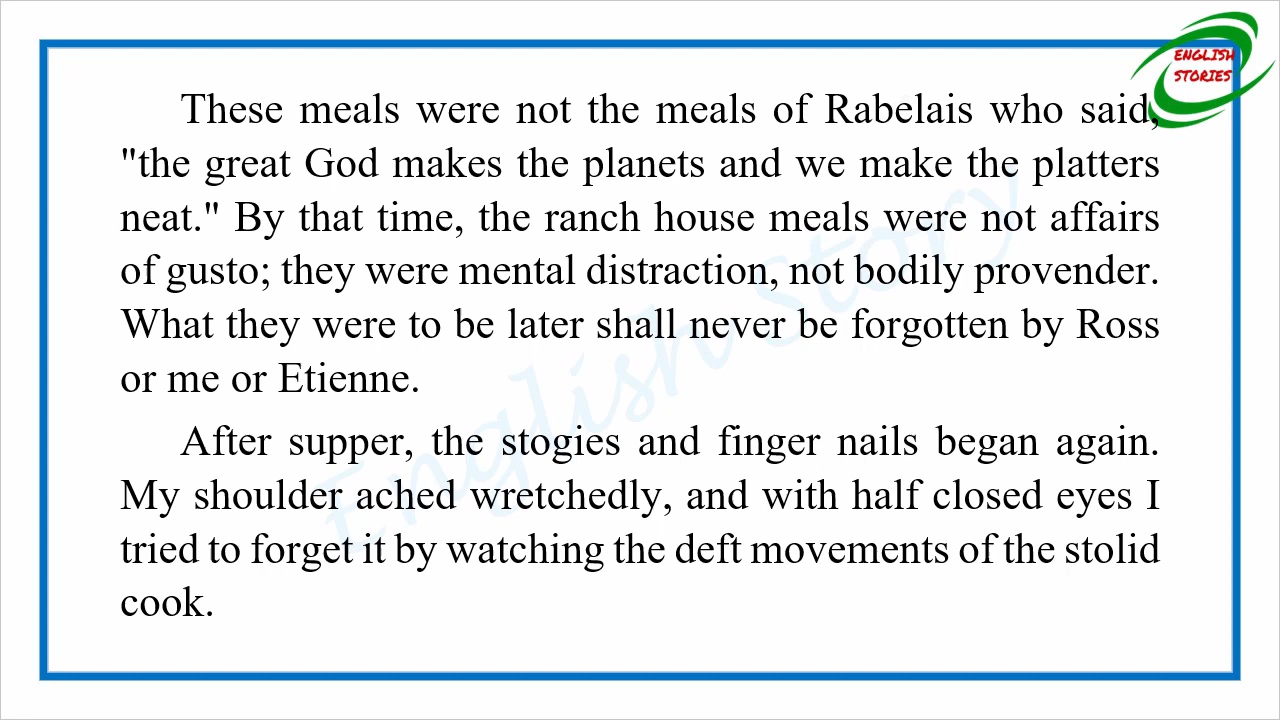 ENGLISH
STORIES
These meals were not the meals of Rabelais who said,
"the great God makes the planets and we make the platters
neat." By that time, the ranch house meals were not affairs
of gusto; they were mental distraction, not bodily provender.
What they were to be later shall never be forgotten by Ross
or me or Etienne.
After supper, the stogies and finger nails began again.
My shoulder ached wretchedly, and with half closed eyes I
tried to forget it by watching the deft movements of the stolid
cook.
English Story